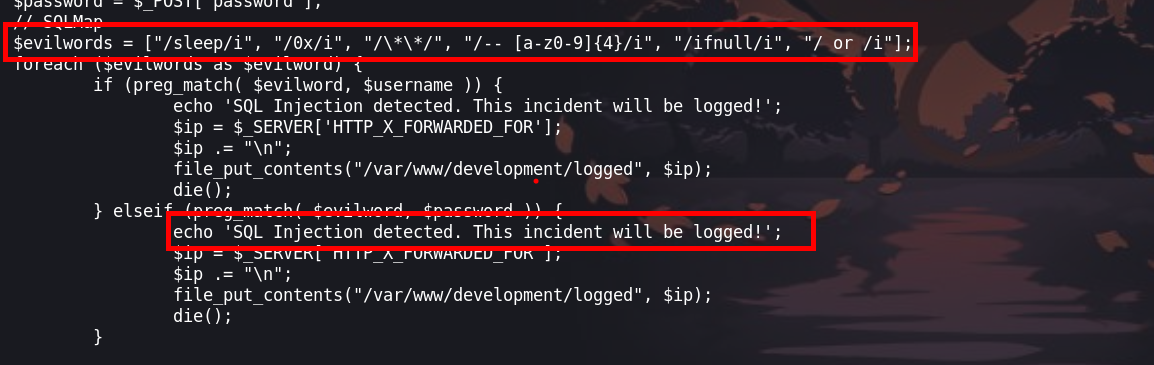 $password = $_POST['password'];
// SQLMap
$evilwords = ["/sleep/i", "/0x/i", "/\*\*/", "/-- [a-z0-9]{4}/i", "/ifnull/i", "/ or /i"];
foreach ($evilwords as $evilword) {
        if (preg_match( $evilword, $username )) {
                echo 'SQL Injection detected. This incident will be logged!';
                $ip = $_SERVER['HTTP_X_FORWARDED_FOR'];
                $ip .= "\n";
                file_put_contents("/var/www/development/logged", $ip);
                die();
        } elseif (preg_match( $evilword, $password )) {
                echo 'SQL Injection detected. This incident will be logged!';
                $ip = $_SERVER['HTTP_X_FORWARDED_FOR'];
                $ip .= "\n";
                file_put_contents("/var/www/development/logged", $ip);
                die();
        }